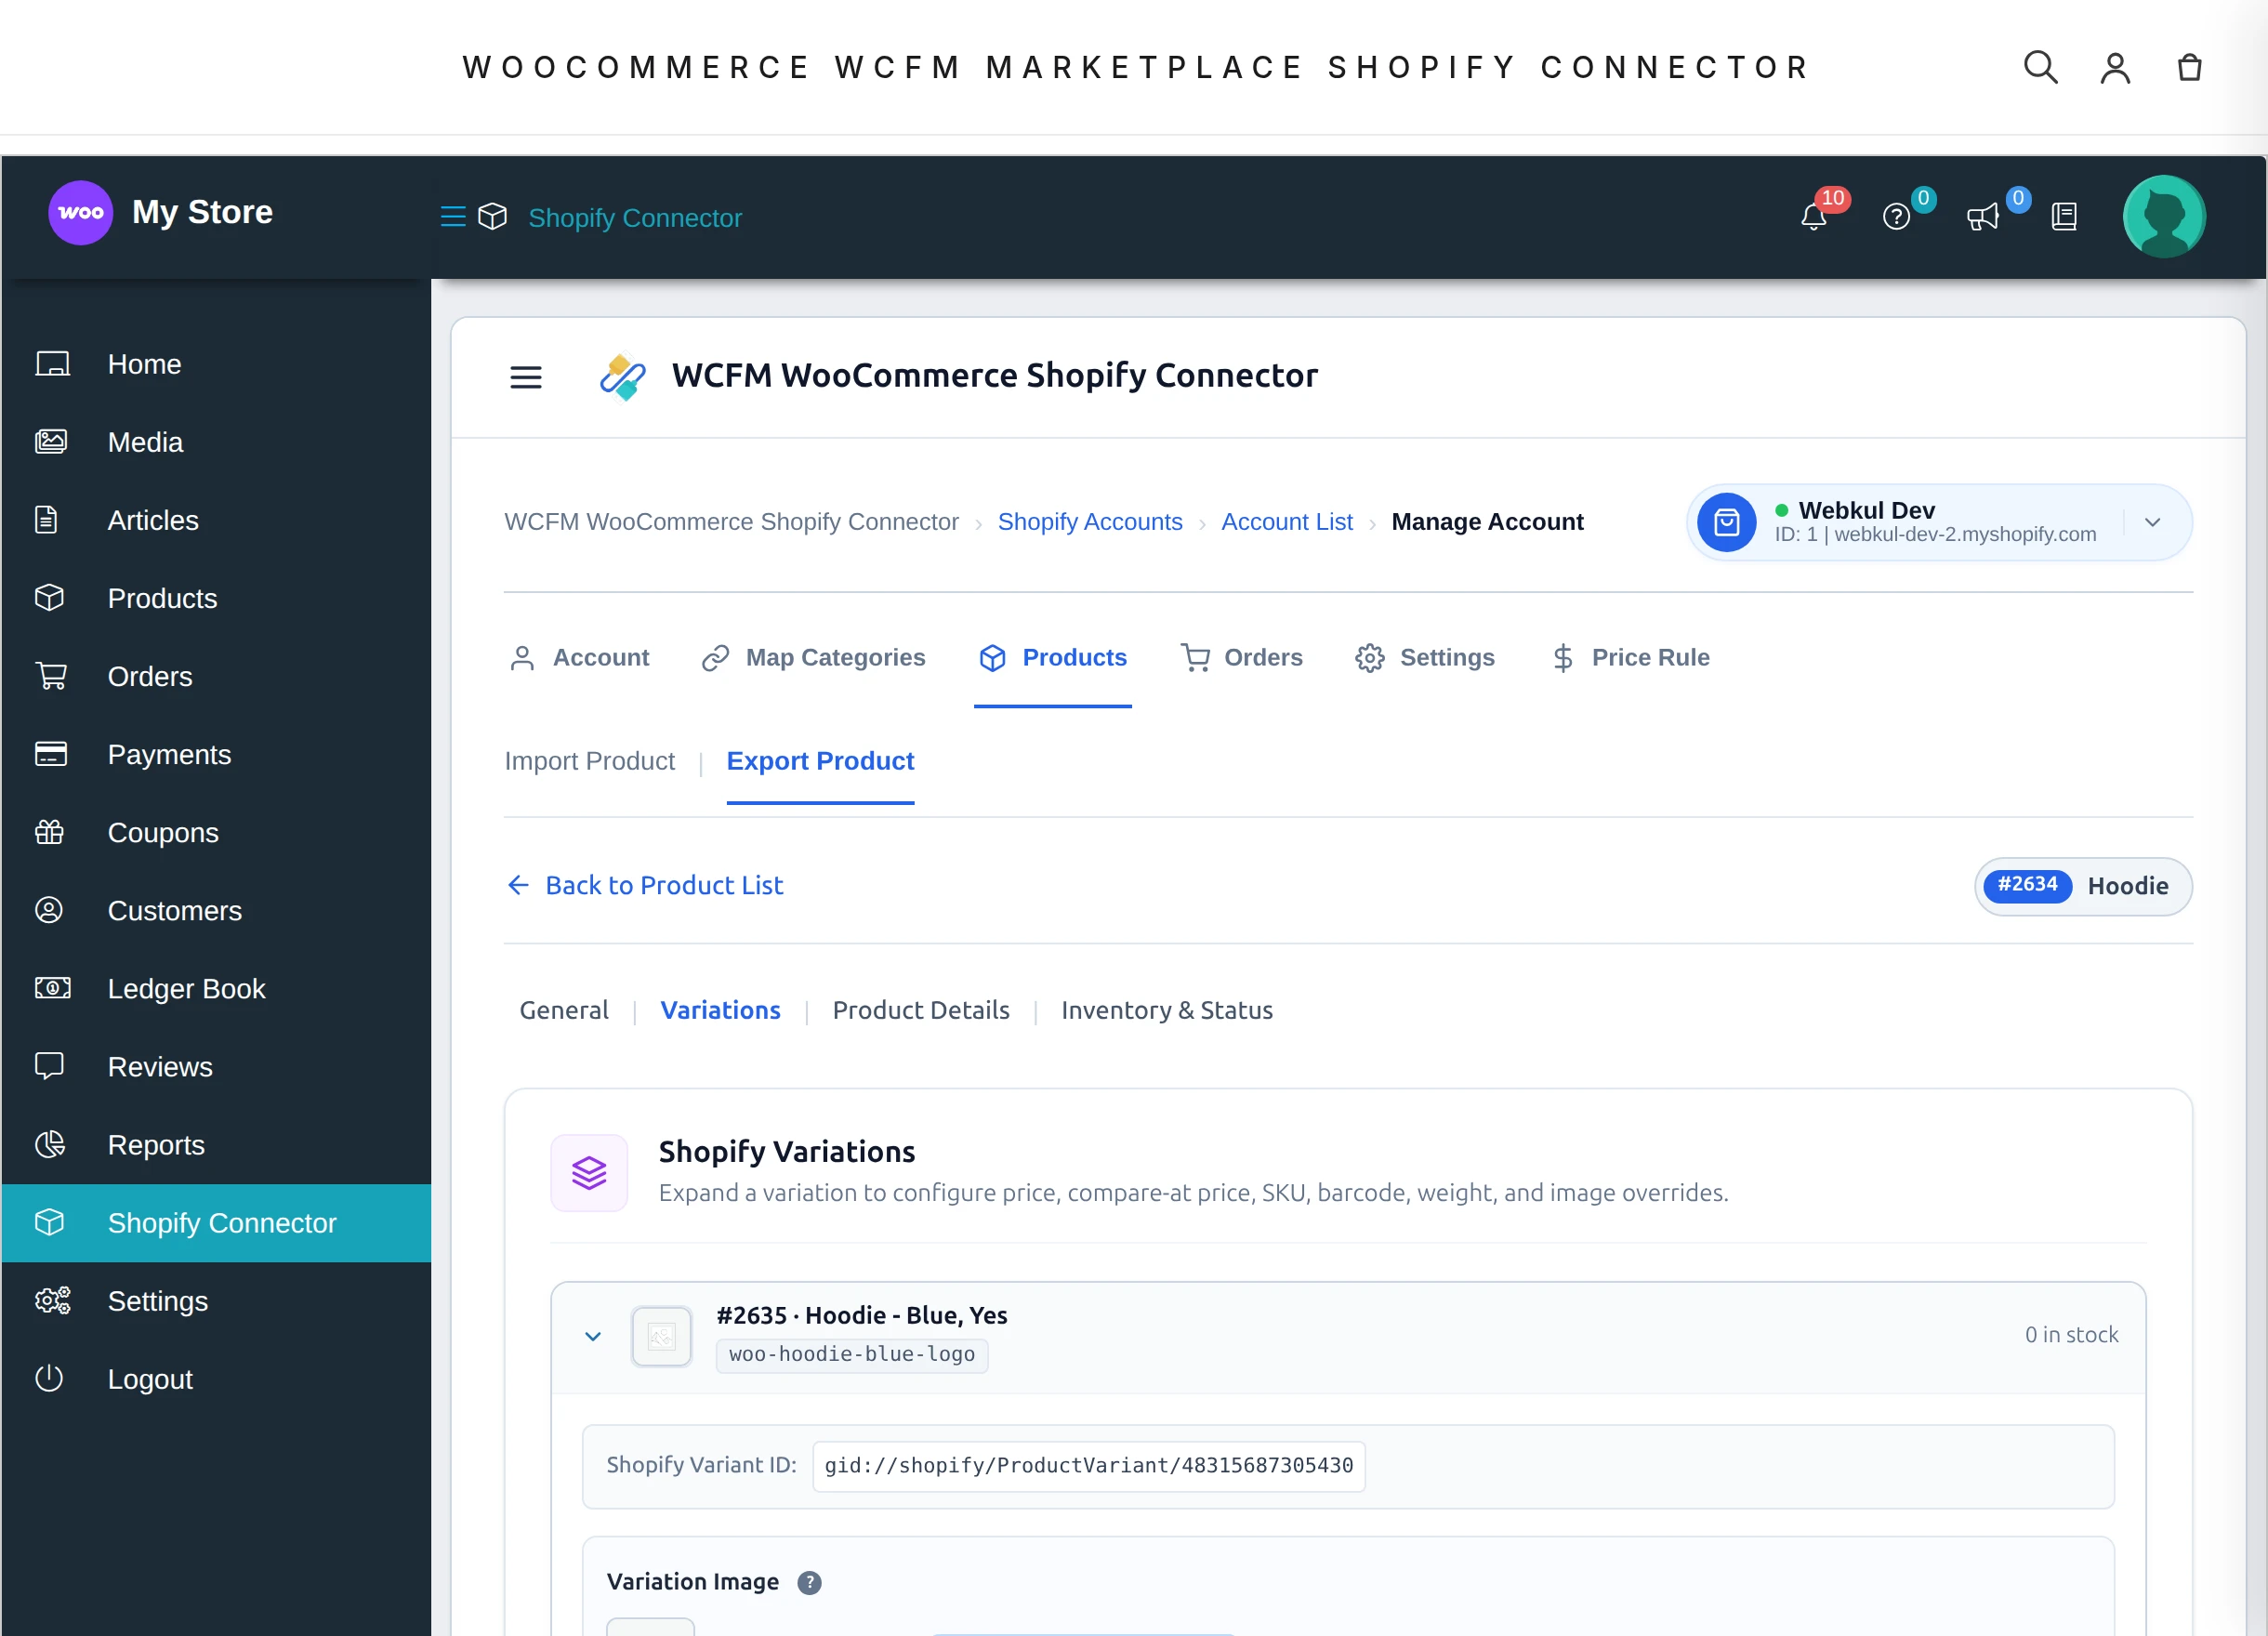 WOOCOMMERCE WCFM MARKETPLACE SHOPIFY CONNECTOR
woo My Store
Shopify Connector
10
0
0
Home
Media
Articles
Products
Orders
Payments
Coupons
Customers
Ledger Book
Reviews
Reports
Shopify Connector
Settings
Logout
WCFM WooCommerce Shopify Connector
WCFM WooCommerce Shopify Connector › Shopify Accounts › Account List › Manage Account
Webkul Dev
ID: 1 | webkul-dev-2.myshopify.com
Account Map Categories Products Orders Settings Price Rule
Import Product | Export Product
← Back to Product List
#2634 Hoodie
General | Variations | Product Details | Inventory & Status
Shopify Variations
Expand a variation to configure price, compare-at price, SKU, barcode, weight, and image overrides.
#2635 · Hoodie - Blue, Yes
woo-hoodie-blue-logo
0 in stock
Shopify Variant ID: gid://shopify/ProductVariant/48315687305430
Variation Image ?